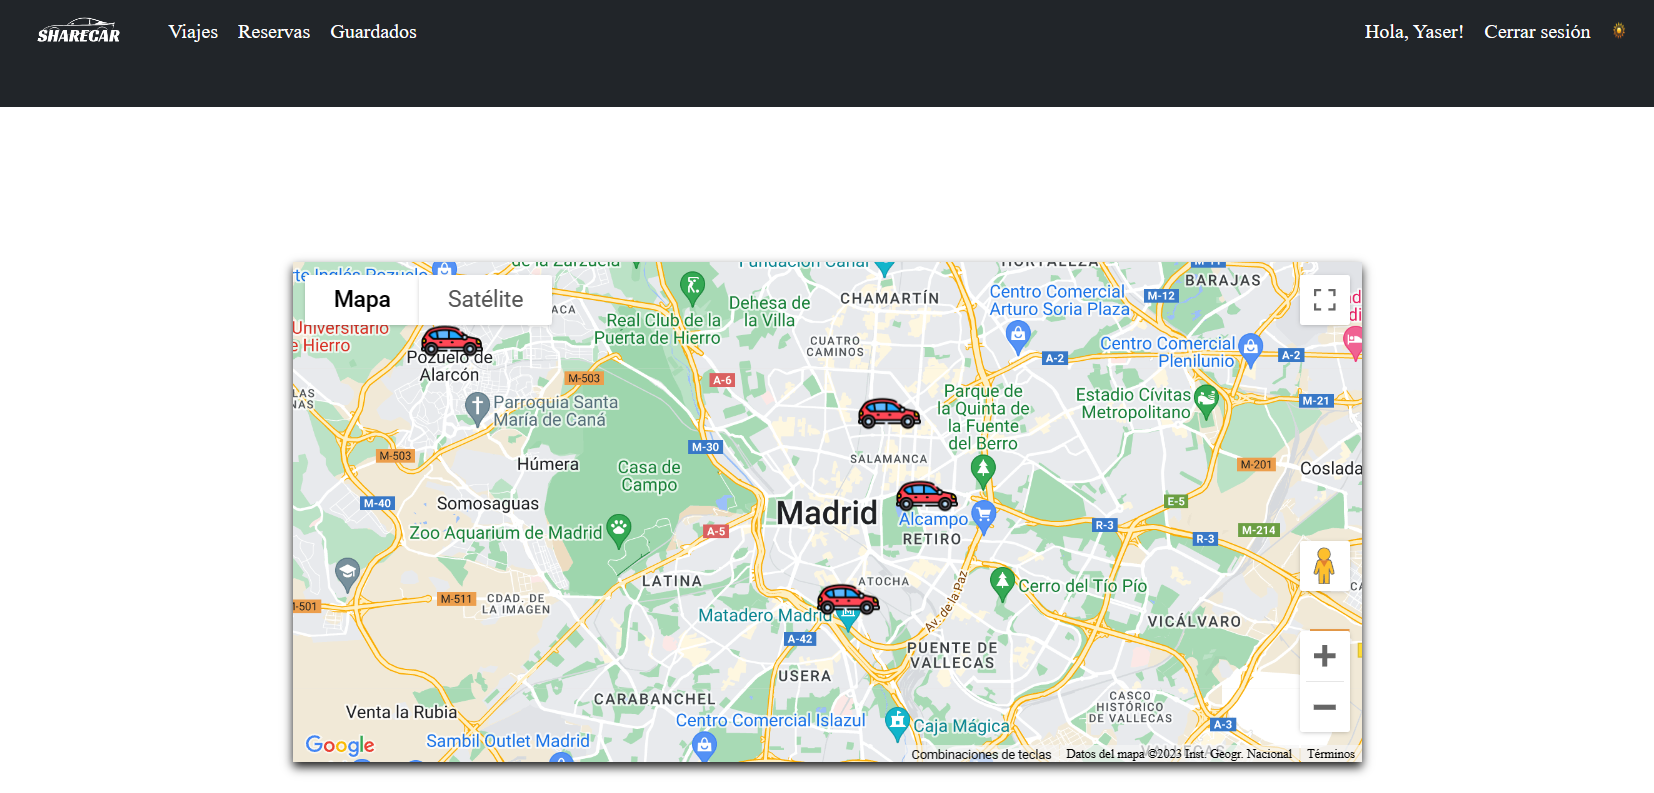 SHARECAR
Viajes
Reservas
Guardados
Hola, Yaser!
Cerrar sesión
Mapa
Satélite
Universitario
e Hierro
Pozuelo de
Alarcón
M-503
Parroquia Santa
María de Caná
M-503
Húmera
M-40
Somosaguas
Zoo Aquarium de Madrid
Casa de
Campo
Real Club de la
Puerta de Hierro
Dehesa de
la Villa
CHAMARTÍN
CUATRO
CAMINOS
A-6
M-30
SALAMANCA
Madrid
Alcampo
RETIRO
A-5
LATINA
ATOCHA
Matadero Madrid
A-42
USERA
CARABANCHEL
Centro Comercial Islazul
Sambil Outlet Madrid
Venta la Rubia
M-511
CDAD. DE
LA IMAGEN
Centro Comercial
Arturo Soria Plaza
M-12
BARAJAS
A-2
Centro Comercial
Plenilunio
A-2
Parque de
la Quinta de
la Fuente
del Berro
Estadio Cívitas
Metropolitano
M-21
M-201
Coslada
E-5
R-3
M-214
R-3
Cerro del Tío Pío
Av. de la Paz
VICÁLVARO
PUENTE DE
VALLECAS
CASCO
HISTÓRICO
DE VALLECAS
A-3
Caja Mágica
Google
Combinaciones de teclas
Datos del mapa ©2023 Inst. Geogr. Nacional
Términos